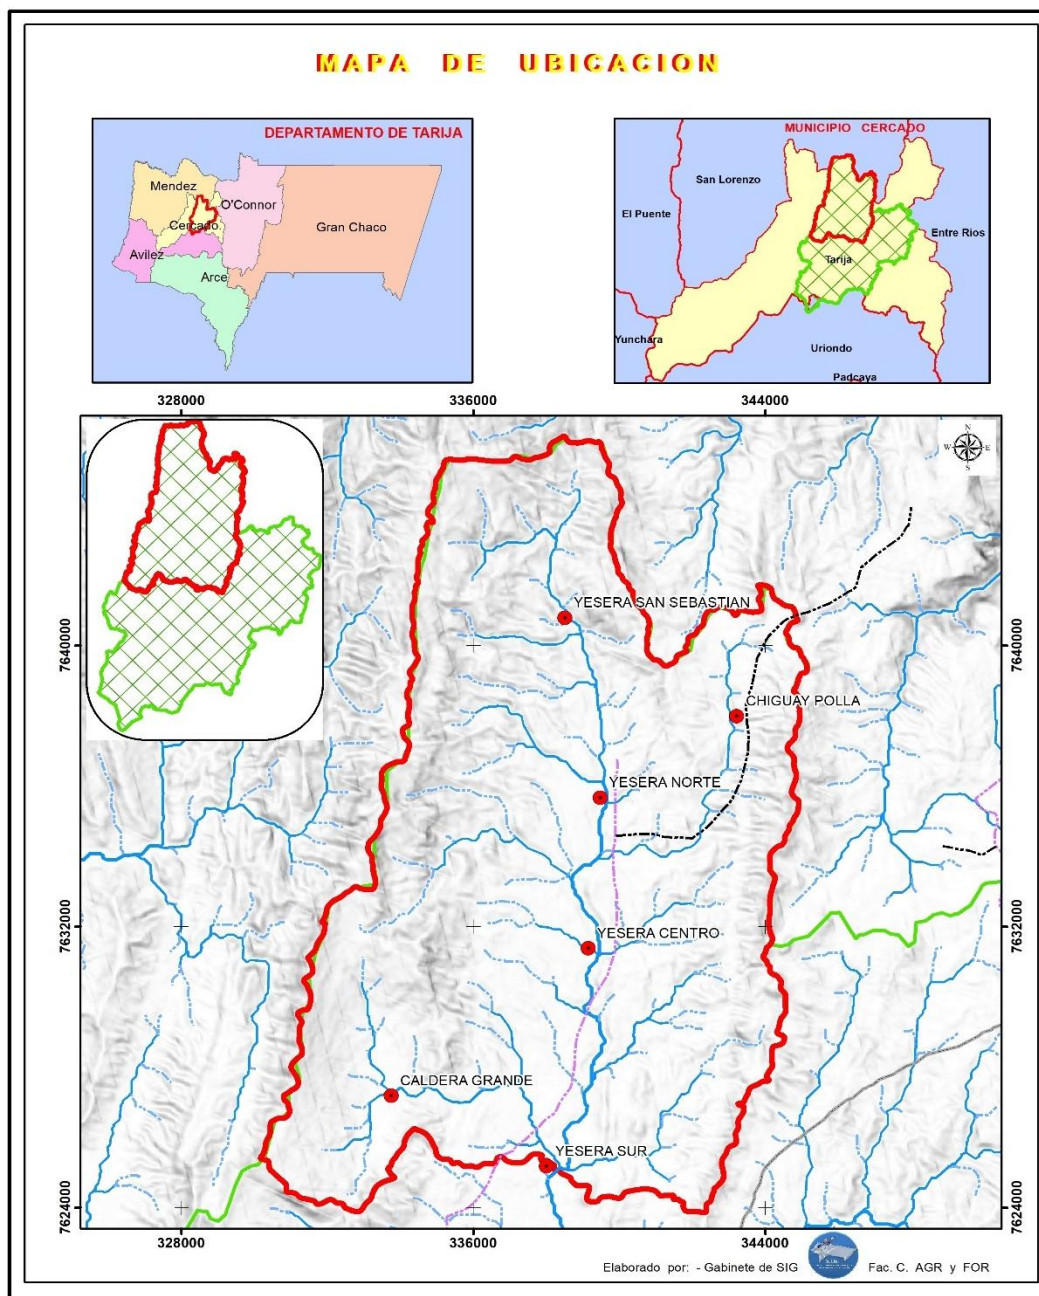 MAPA DE UBICACION
DEPARTAMENTO DE TARIJA
Mendez
O'Connor
Cercado
Gran Chaco
Avilez
Arce
MUNICIPIO CERCADO
San Lorenzo
El Puente
Entre Rios
Tarija
Yunchara
Uriondo
Padcaya
328000
336000
344000
N
W
E
S
YESERA SAN SEBASTIAN
7640000
7640000
CHIGUAY POLLA
YESERA NORTE
7632000
7632000
YESERA CENTRO
CALDERA GRANDE
YESERA SUR
7624000
7624000
328000
336000
344000
Elaborado por: - Gabinete de SIG
Fac. C. AGR y FOR